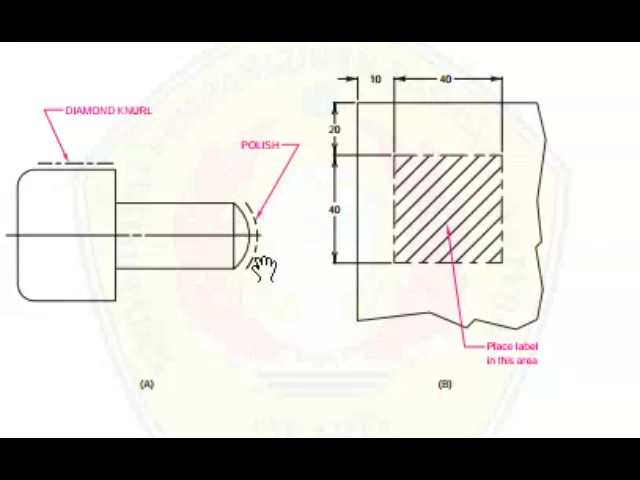 DIAMOND KNURL
POLISH
10
40
20
40
Place label
in this area
(A)
(B)